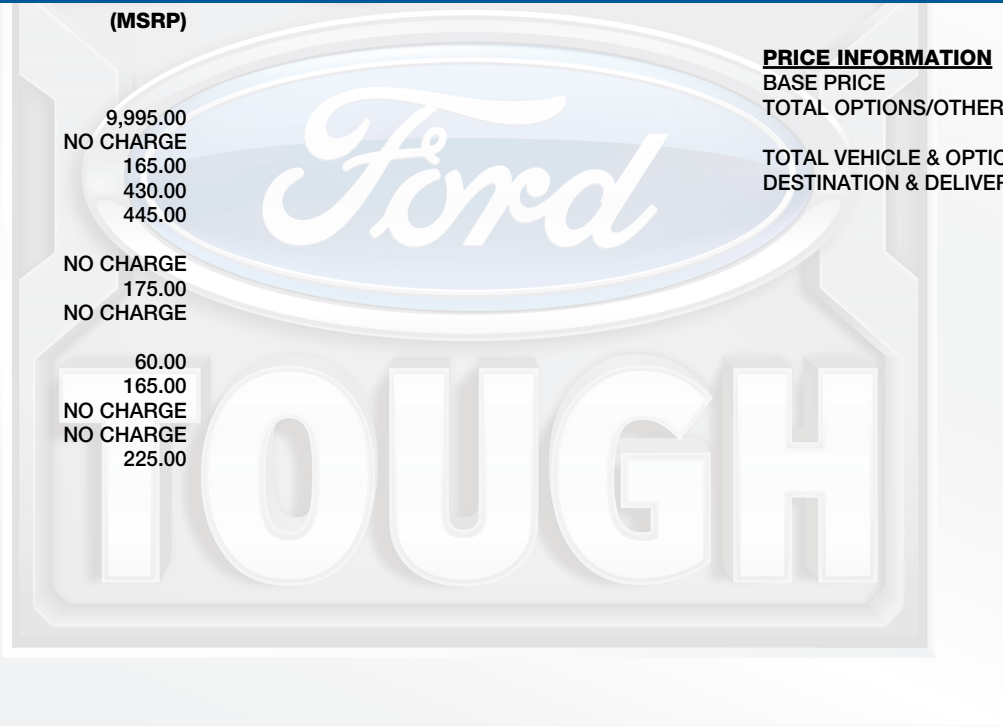 (MSRP)
9,995.00
NO CHARGE
165.00
430.00
445.00
NO CHARGE
175.00
NO CHARGE
60.00
165.00
NO CHARGE
NO CHARGE
225.00
PRICE INFORMATION
BASE PRICE
TOTAL OPTIONS/OTHER
TOTAL VEHICLE & OPTIO
DESTINATION & DELIVER
Ford
TOUGH